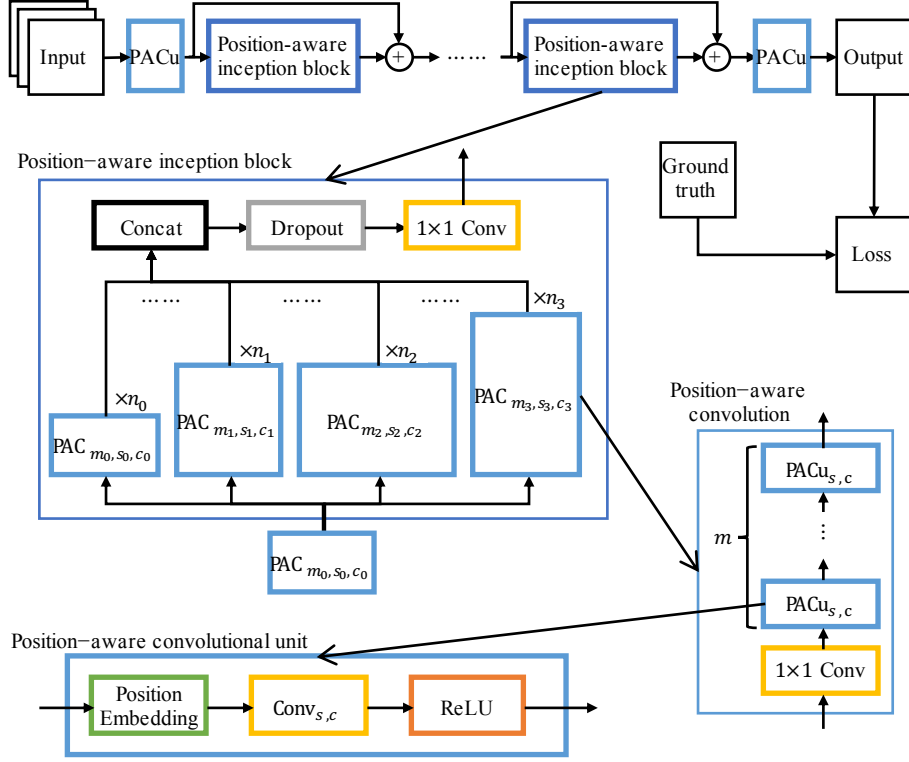 Input
PACu
Position-aware
inception block
+
... ...
Position-aware
inception block
+
PACu
Output
Position−aware inception block
Ground
truth
Concat
Dropout
1×1 Conv
Loss
... ...
... ...
... ...
×n₃
×n₁
×n₂
×n₀
PAC m₃,s₃,c₃
PAC m₁,s₁,c₁
PAC m₂,s₂,c₂
PAC m₀,s₀,c₀
PAC m₀,s₀,c₀
Position−aware
convolution
PACu s,c
...
m
PACu s,c
1×1 Conv
Position−aware convolutional unit
Position
Embedding
Conv s,c
ReLU